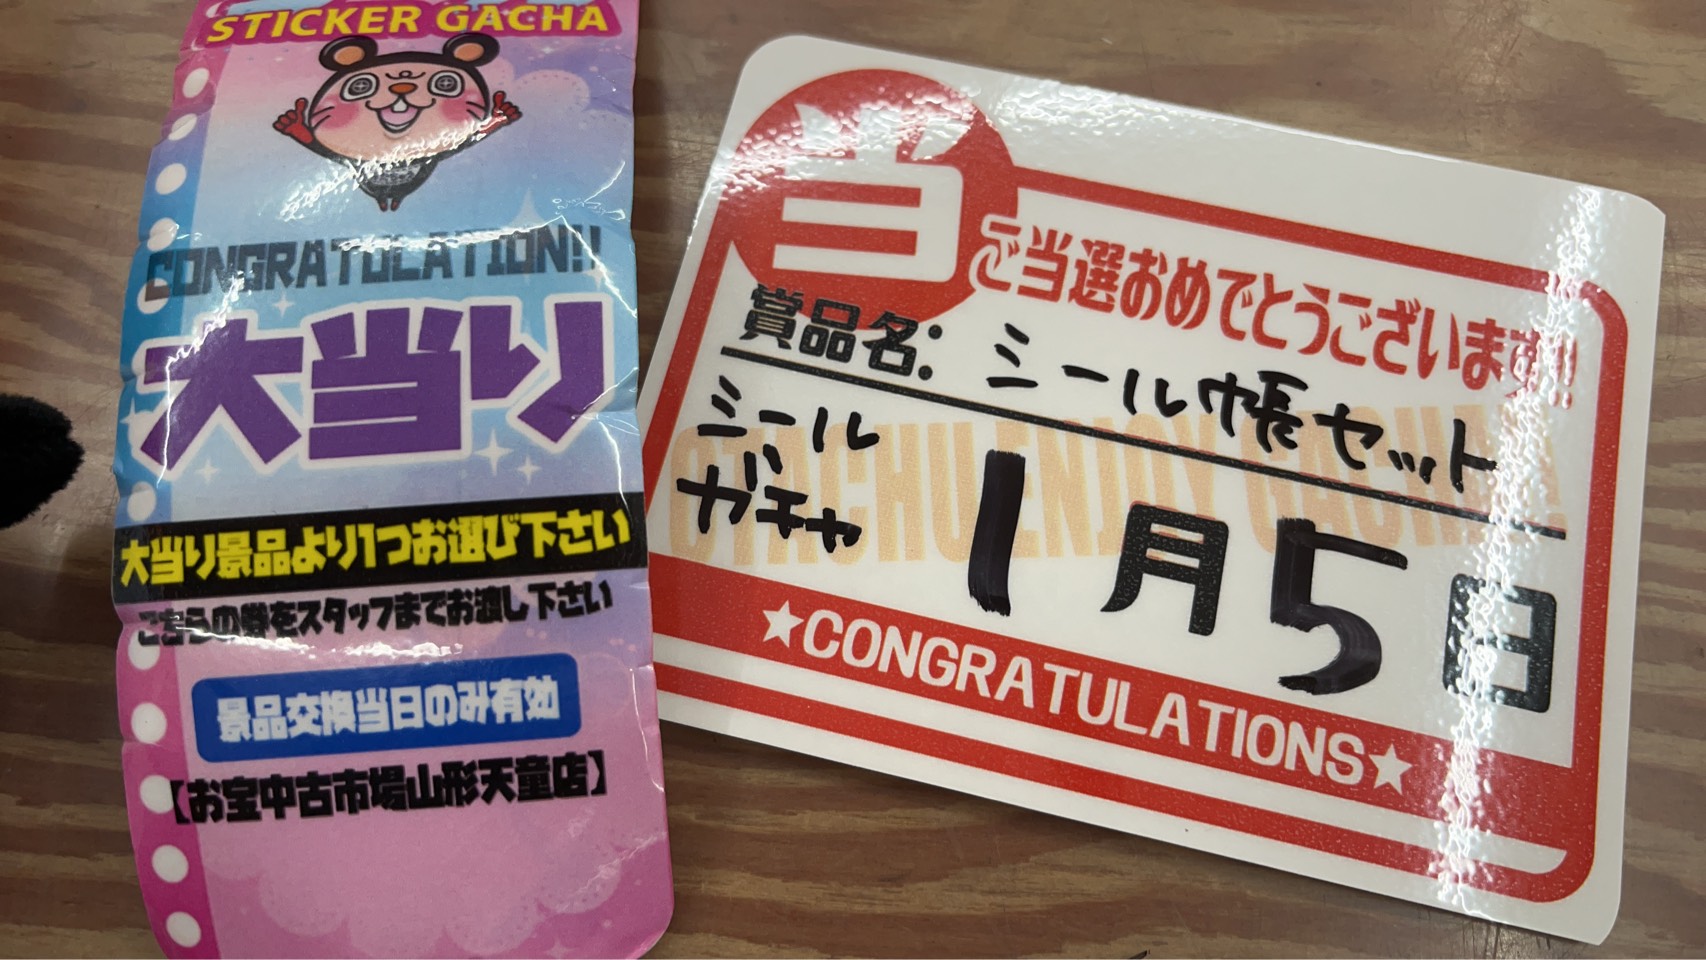 STICKER GACHA
CONGRATULATION!!
大当り
大当り景品より1つお選び下さい
こちらの券をスタッフまでお渡し下さい
景品交換当日のみ有効
【お宝中古市場山形天童店】
当
ご当選おめでとうございます!!
賞品名:シール帳セット
シール
ガチャ
OTACHU ENJOY GACHA
1月5日
★CONGRATULATIONS★